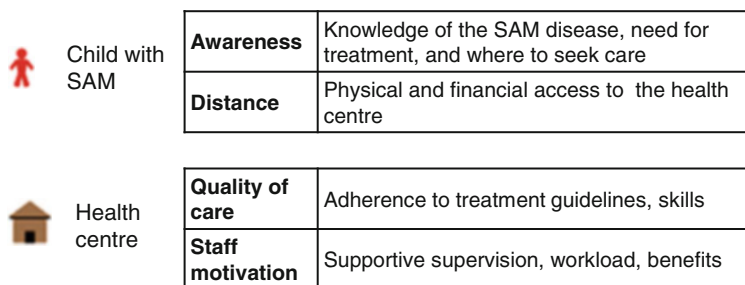 Child with
SAM
Awareness
Knowledge of the SAM disease, need for
treatment, and where to seek care
Distance
Physical and financial access to the health
centre
Health
centre
Quality of
care
Adherence to treatment guidelines, skills
Staff
motivation
Supportive supervision, workload, benefits